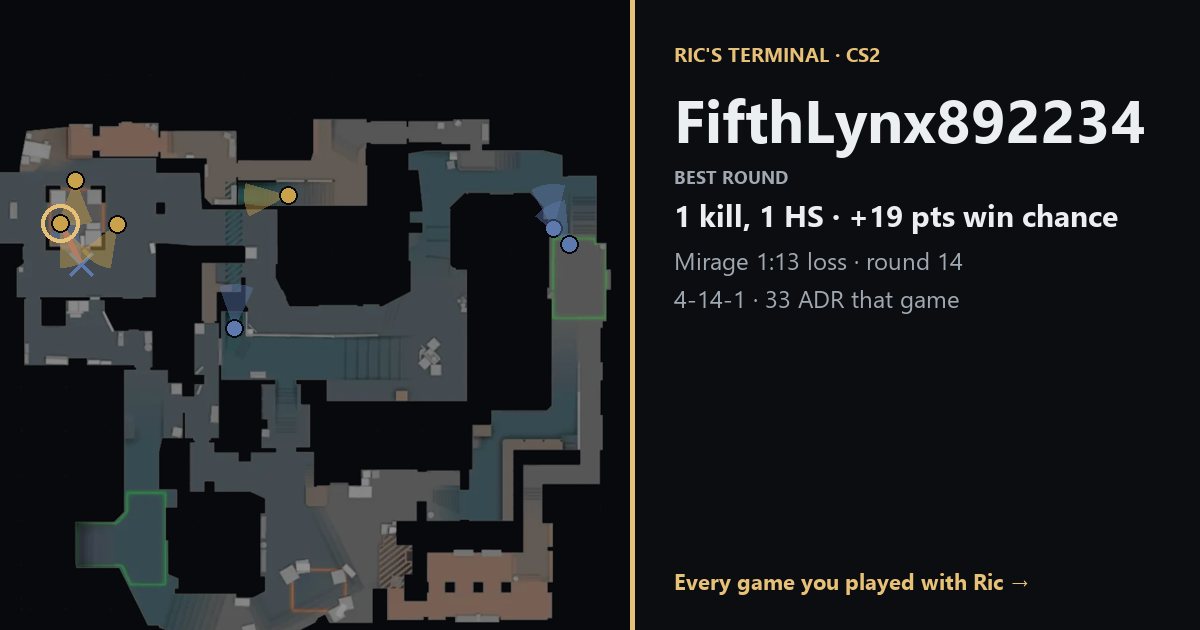 RIC'S TERMINAL · CS2
FifthLynx892234
BEST ROUND
1 kill, 1 HS · +19 pts win chance
Mirage 1:13 loss · round 14
4-14-1 · 33 ADR that game
Every game you played with Ric →